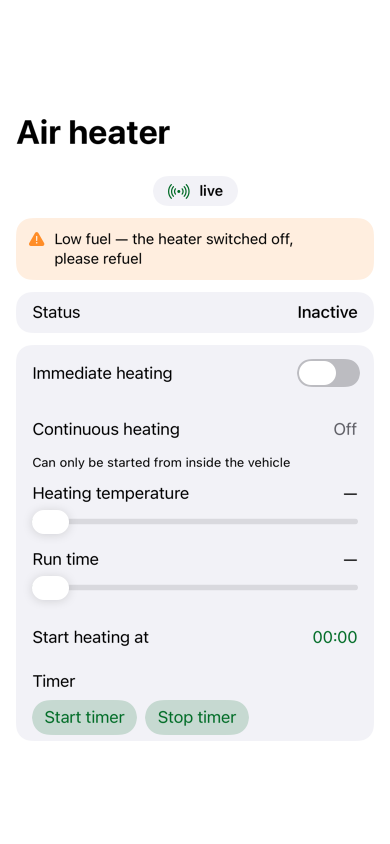 Air heater
live
Low fuel — the heater switched off,
please refuel
Status Inactive
Immediate heating
Continuous heating Off
Can only be started from inside the vehicle
Heating temperature —
Run time —
Start heating at 00:00
Timer
Start timer Stop timer